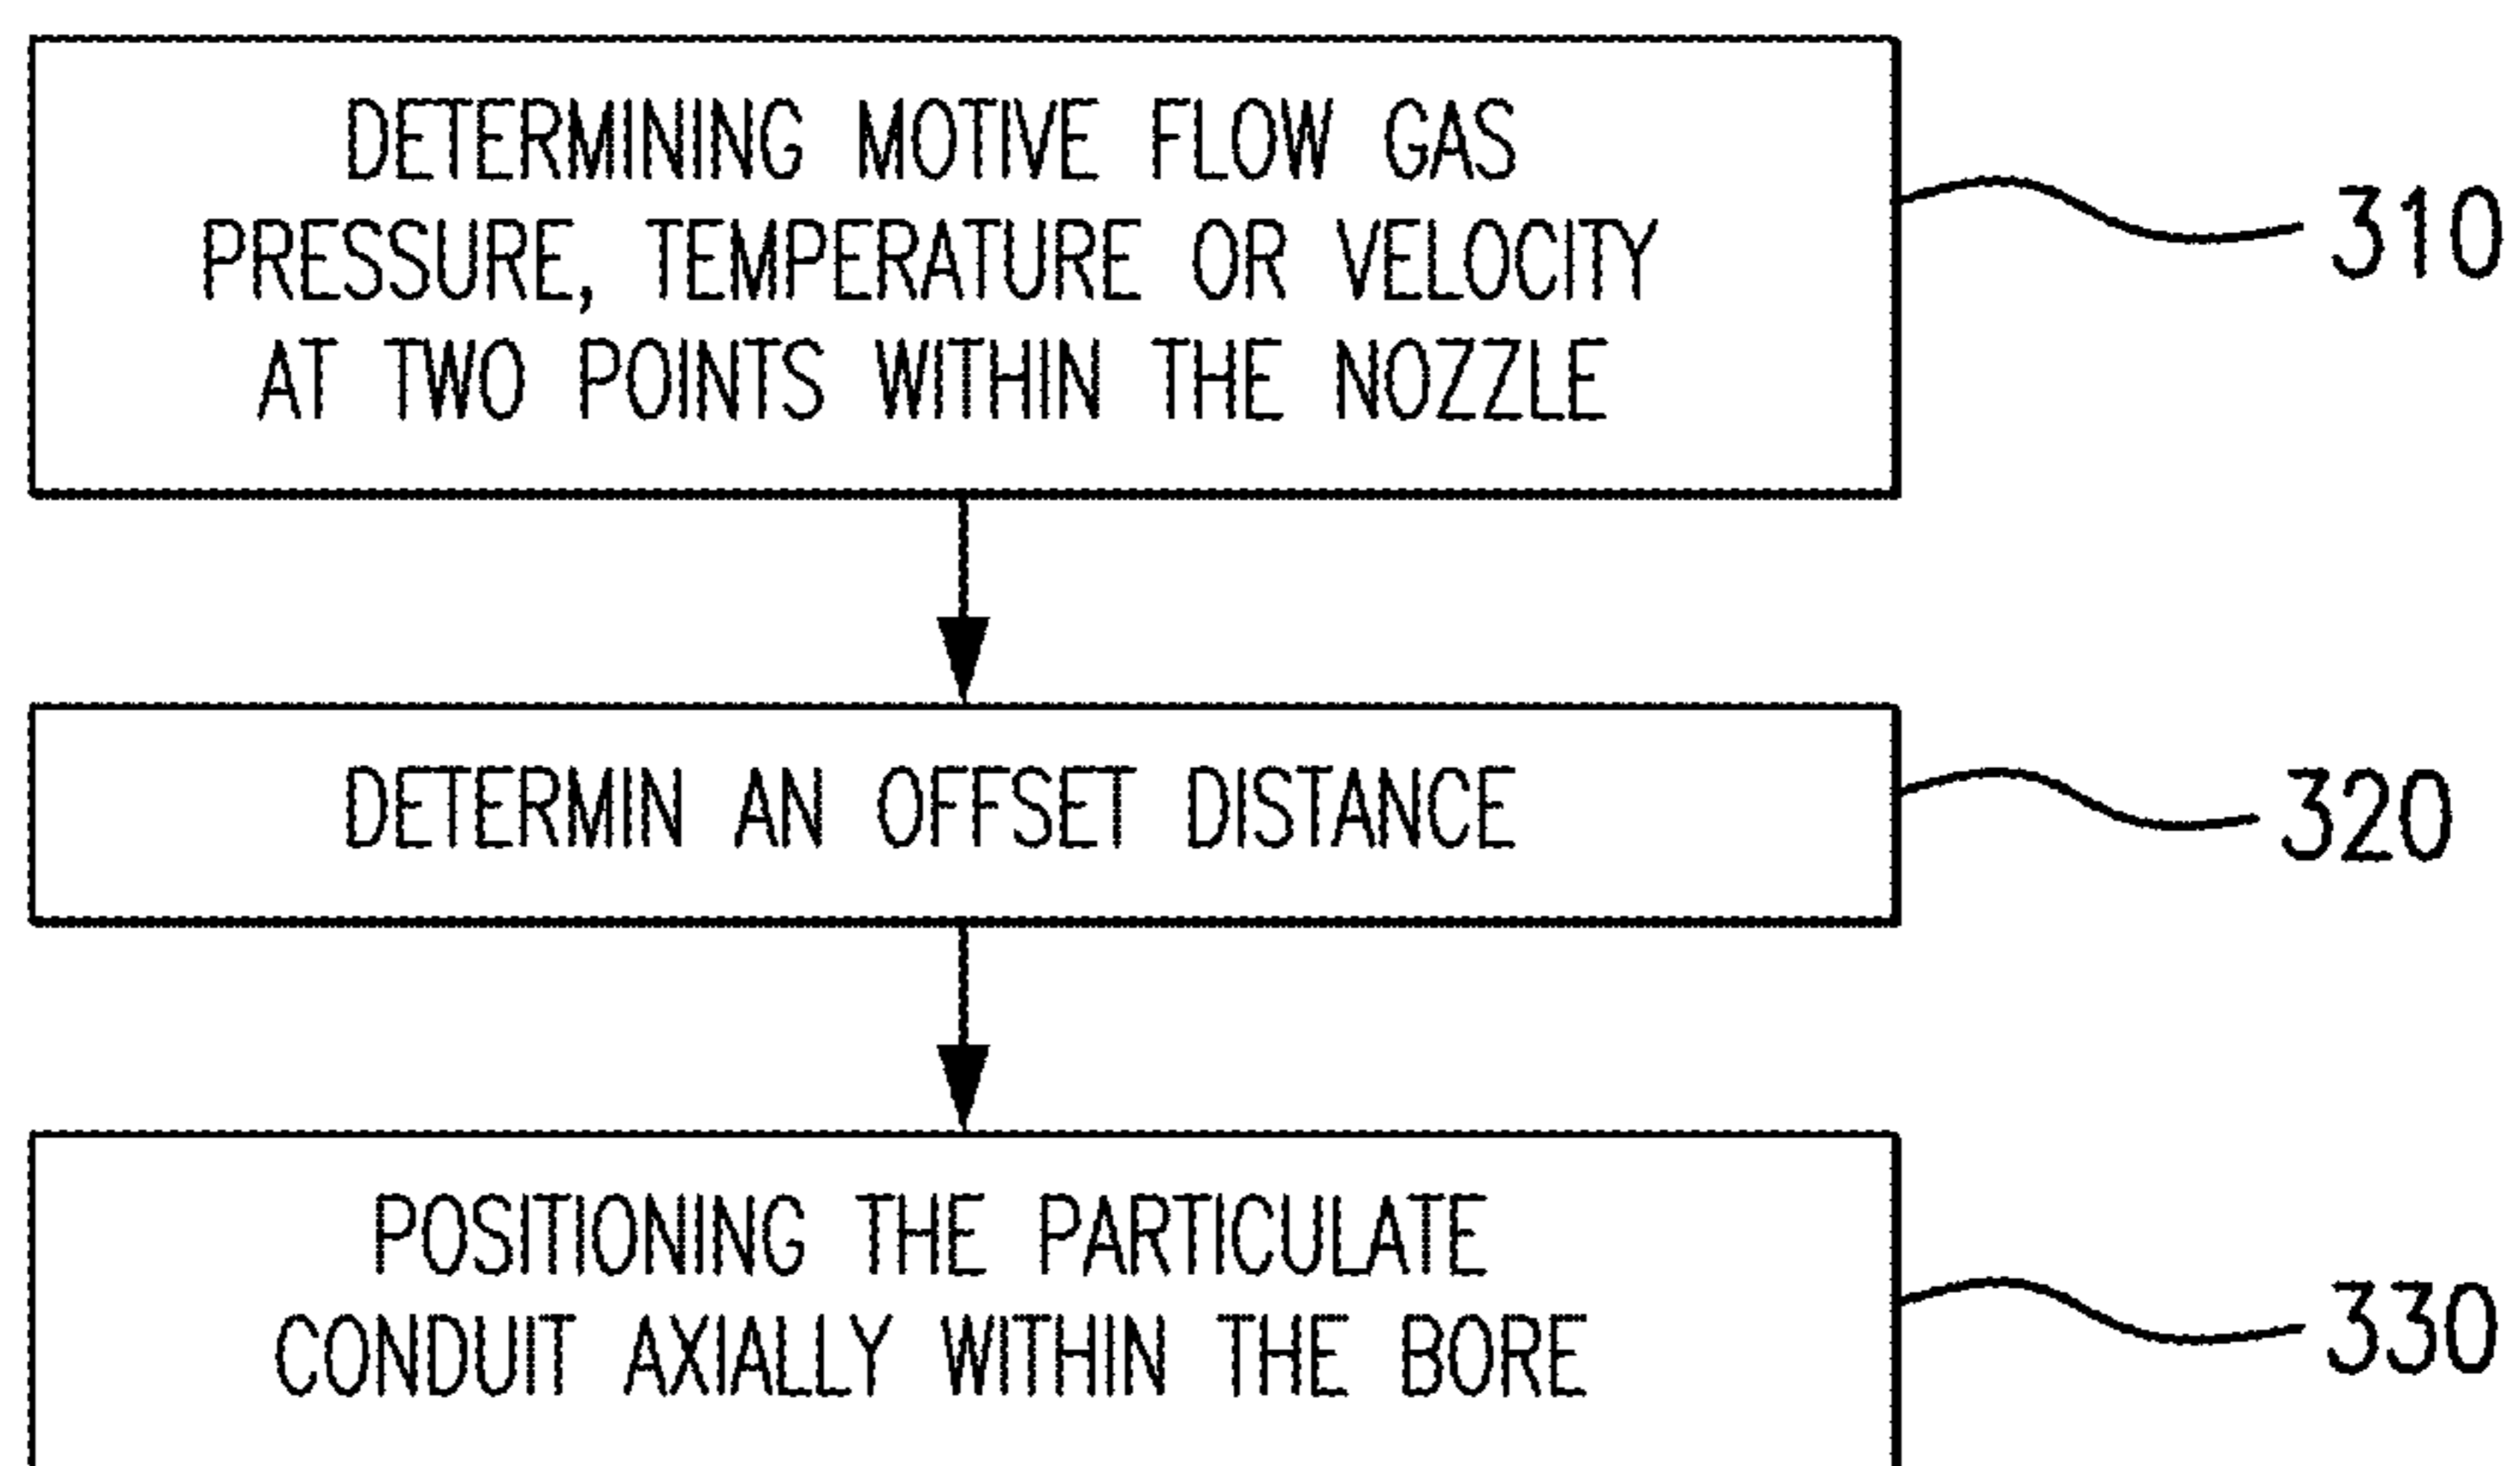 DETERMINING MOTIVE FLOW GAS
PRESSURE, TEMPERATURE OR VELOCITY
AT TWO POINTS WITHIN THE NOZZLE
310
DETERMIN AN OFFSET DISTANCE
320
POSITIONING THE PARTICULATE
CONDUIT AXIALLY WITHIN THE BORE
330